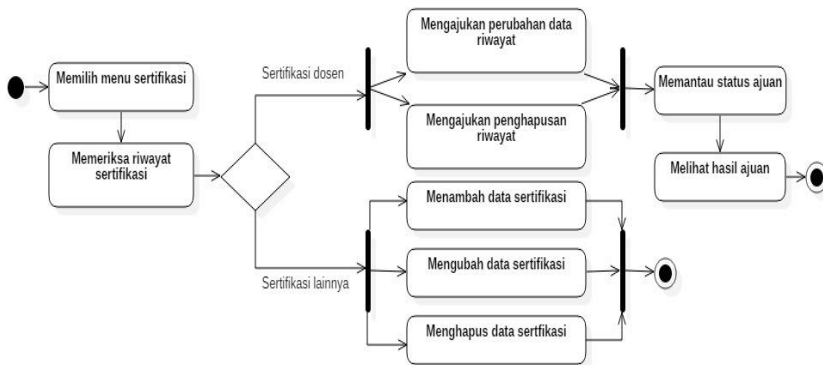 Memilih menu sertifikasi
Memeriksa riwayat
sertifikasi
Sertifikasi dosen
Sertifikasi lainnya
Mengajukan perubahan data
riwayat
Mengajukan penghapusan
riwayat
Memantau status ajuan
Melihat hasil ajuan
Menambah data sertifikasi
Mengubah data sertifikasi
Menghapus data sertfikasi